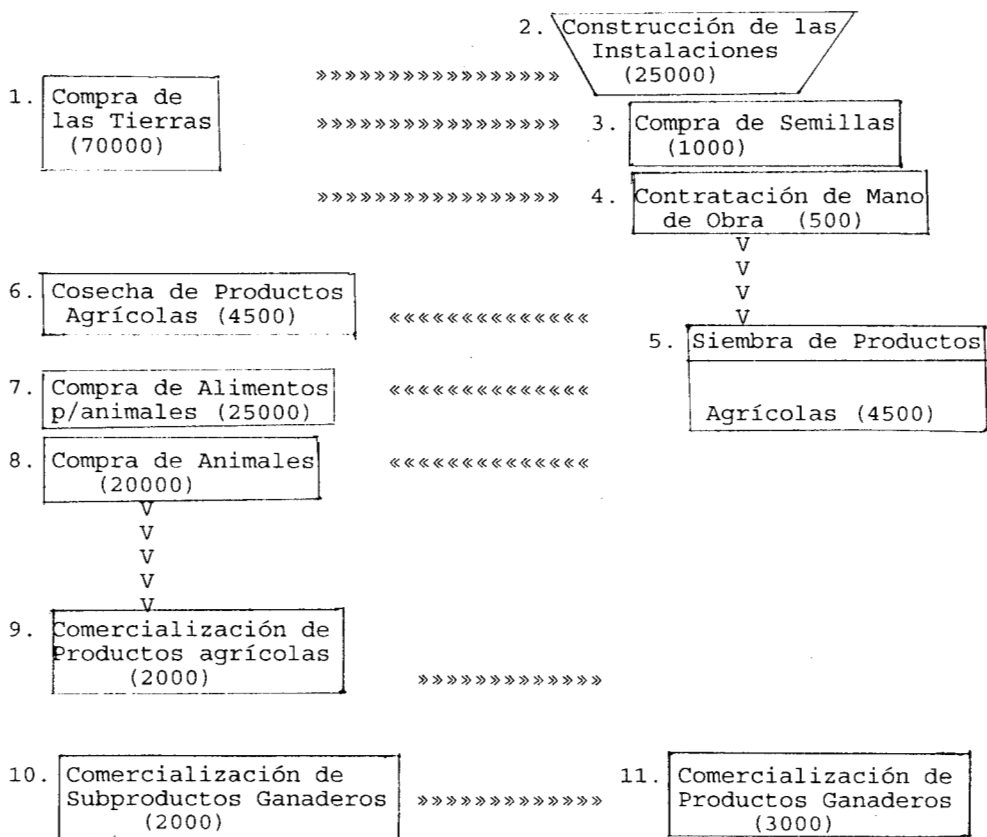 2. Construcción de las
Instalaciones
(25000)
»»»»»»»»»»»»»»»»»
1. Compra de
las Tierras
(70000)
»»»»»»»»»»»»»»»»»
3. Compra de Semillas
(1000)
»»»»»»»»»»»»»»»»»
4. Contratación de Mano
de Obra (500)
V
V
V
V
6. Cosecha de Productos
Agrícolas (4500)
««««««««««««««
5. Siembra de Productos
Agrícolas (4500)
7. Compra de Alimentos
p/animales (25000)
««««««««««««««
8. Compra de Animales
(20000)
««««««««««««««
V
V
V
V
V
9. Comercialización de
Productos agrícolas
(2000)
»»»»»»»»»»»»»
10. Comercialización de
Subproductos Ganaderos
(2000)
»»»»»»»»»»»»»
11. Comercialización de
Productos Ganaderos
(3000)